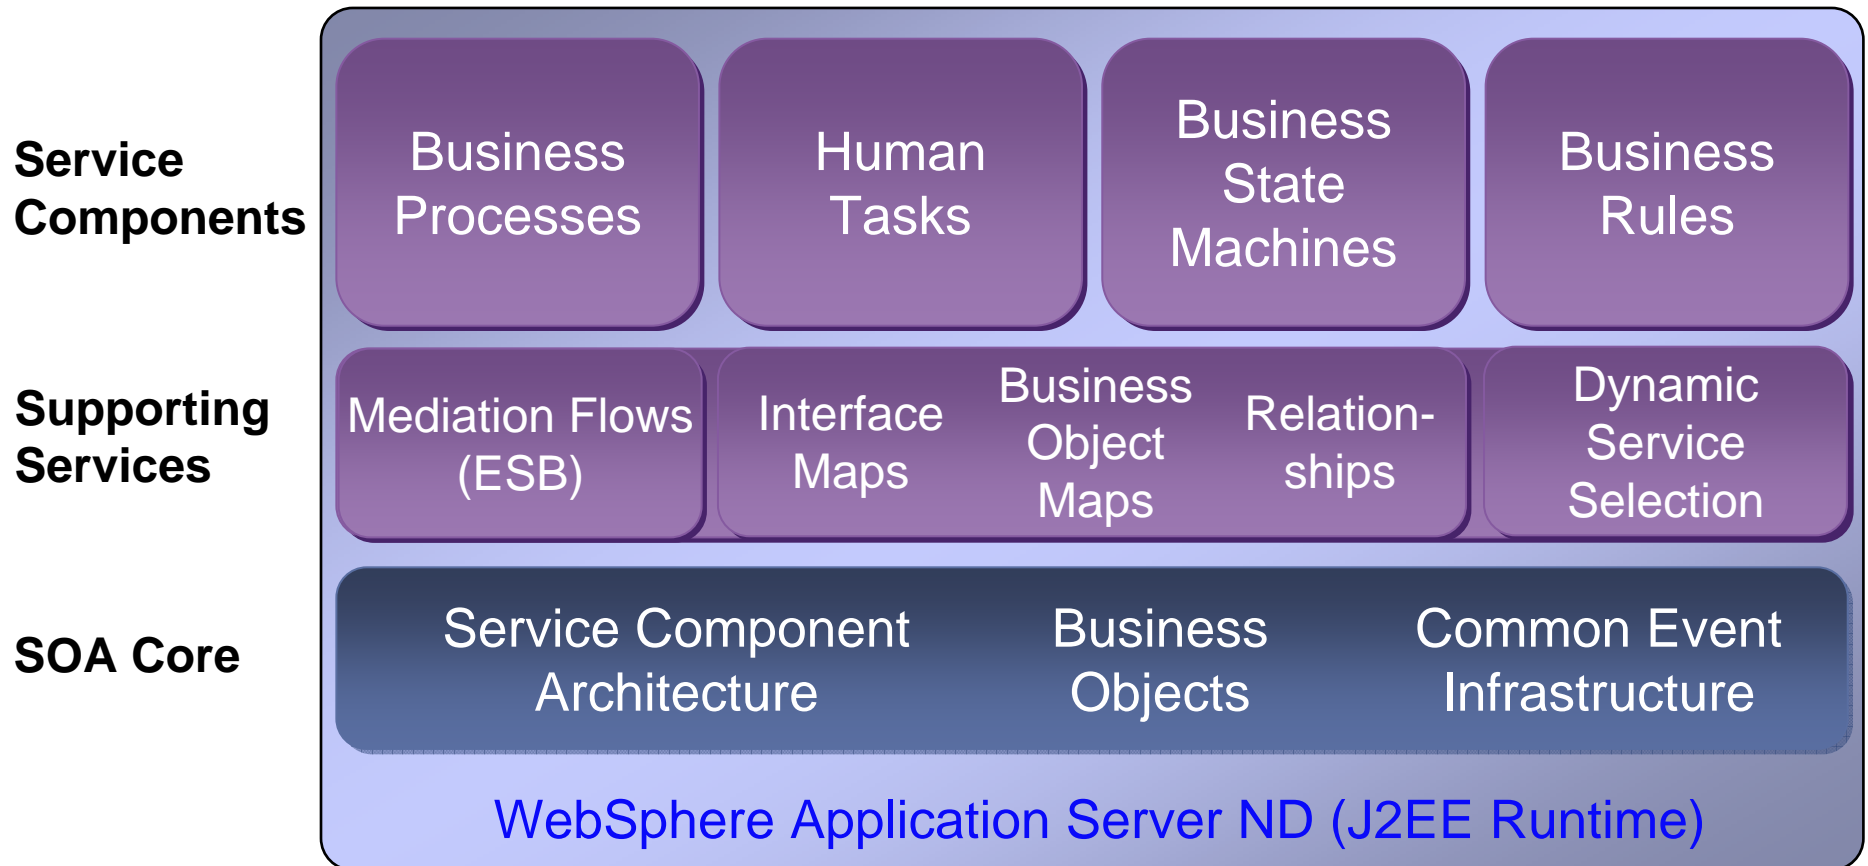 Service
Components
Business
Processes
Human
Tasks
Business
State
Machines
Business
Rules
Supporting
Services
Mediation Flows
(ESB)
Interface
Maps
Business
Object
Maps
Relation-
ships
Dynamic
Service
Selection
SOA Core
Service Component
Architecture
Business
Objects
Common Event
Infrastructure
WebSphere Application Server ND (J2EE Runtime)